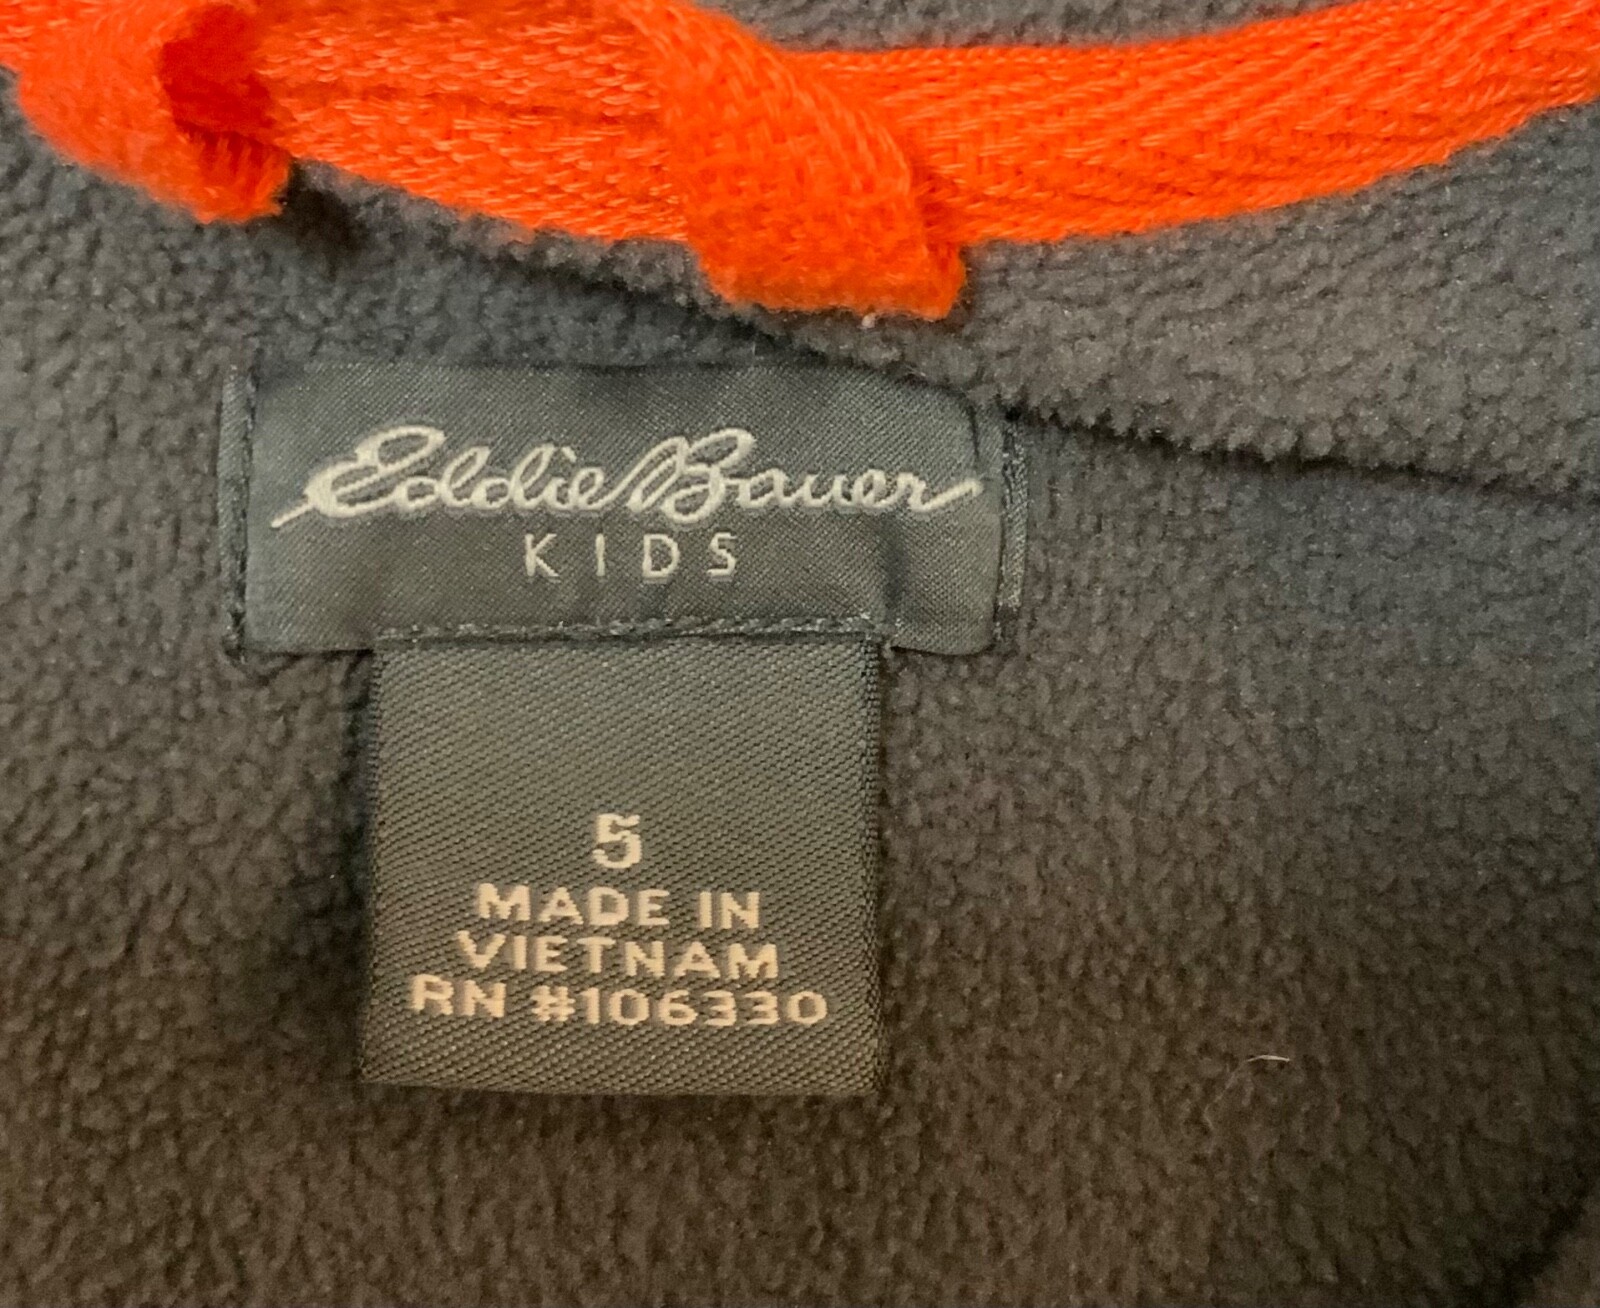 Eddie Bauer
KIDS
5
MADE IN
VIETNAM
RN #106330